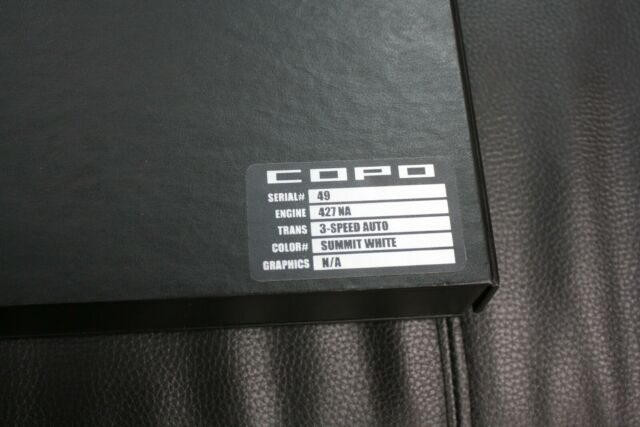 COPO
SERIAL# 49
ENGINE 427 NA
TRANS 3-SPEED AUTO
COLOR# SUMMIT WHITE
GRAPHICS N/A